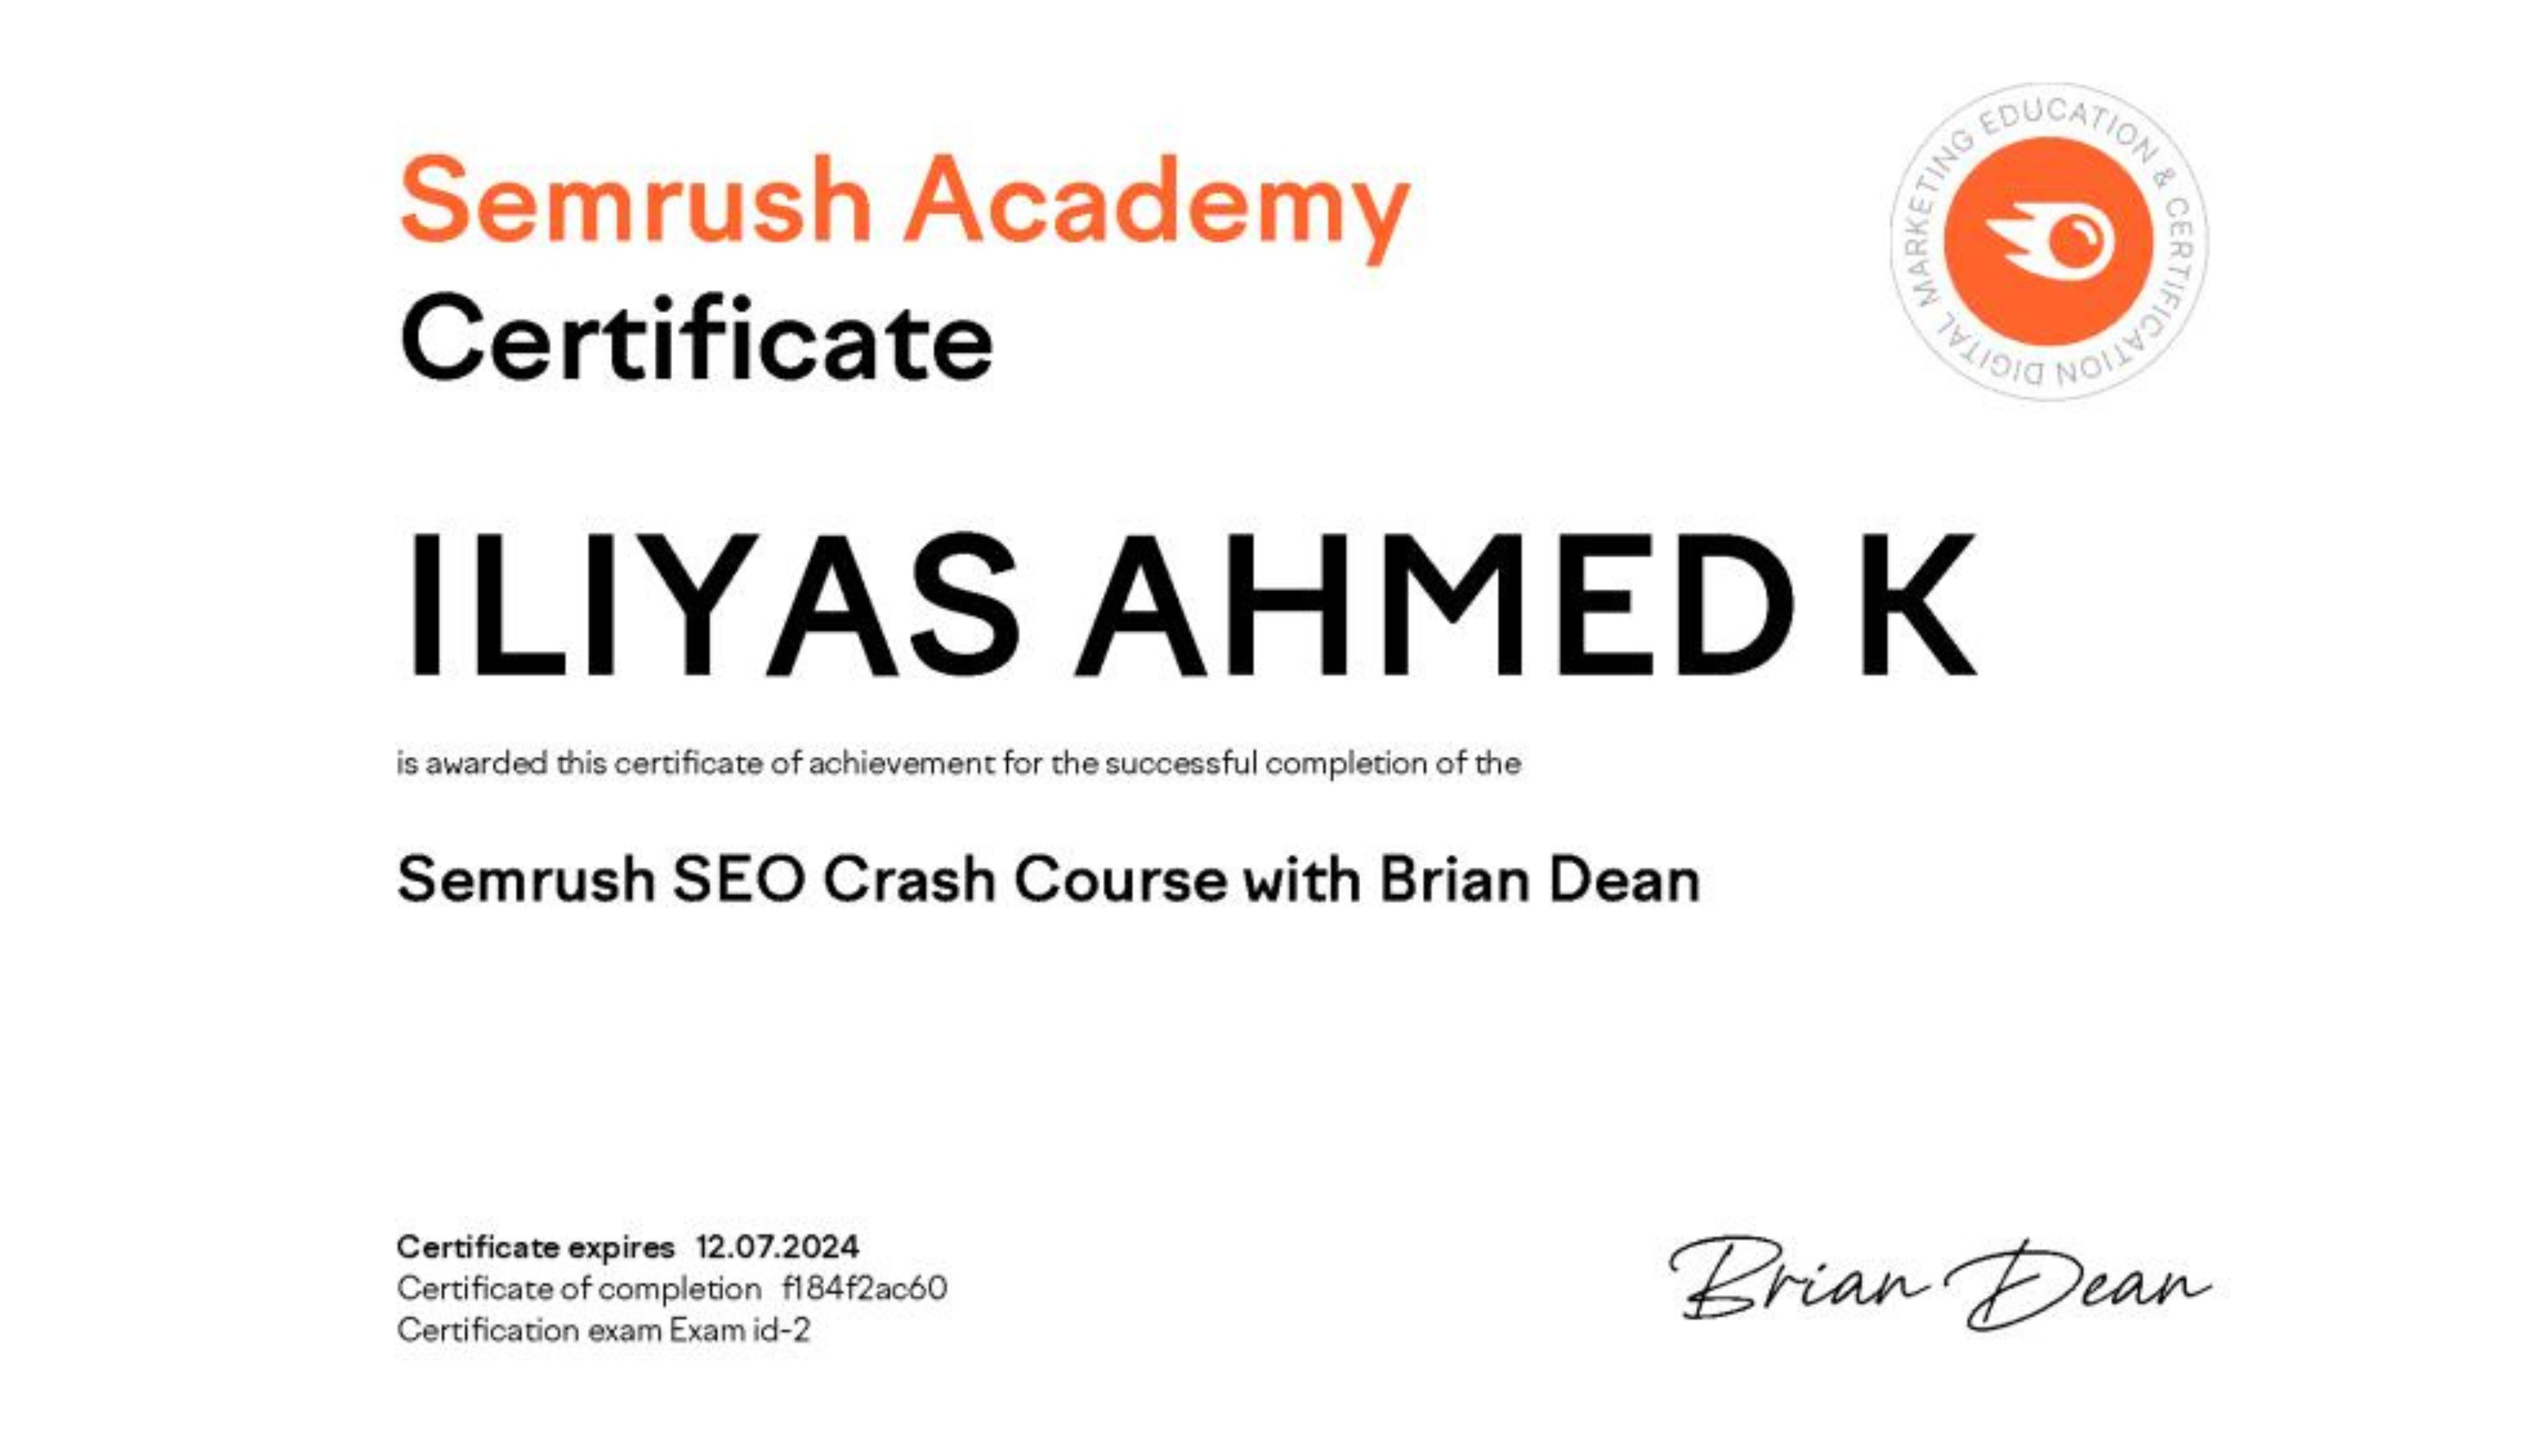 Semrush Academy
Certificate
DIGITAL MARKETING EDUCATION & CERTIFICATION
ILIYAS AHMED K
is awarded this certificate of achievement for the successful completion of the
Semrush SEO Crash Course with Brian Dean
Certificate expires 12.07.2024
Certificate of completion f184f2ac60
Certification exam Exam id-2
Brian Dean